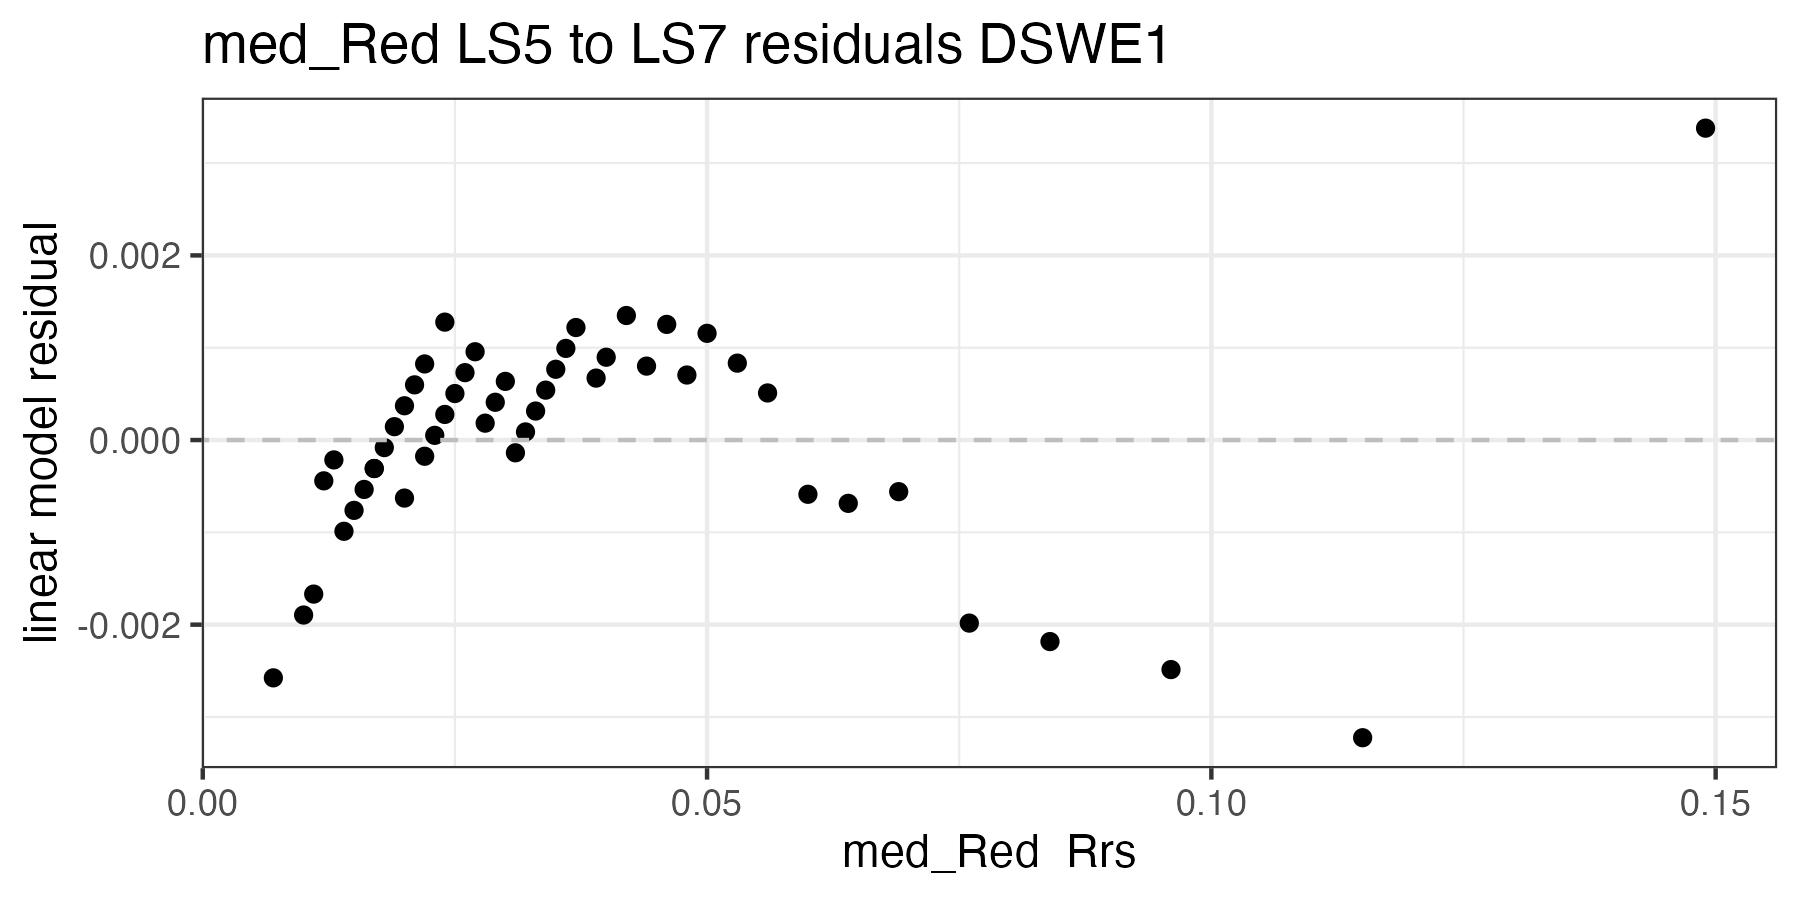 med_Red LS5 to LS7 residuals DSWE1
linear model residual
0.002
0.000
-0.002
0.00
0.05
0.10
0.15
med_Red  Rrs